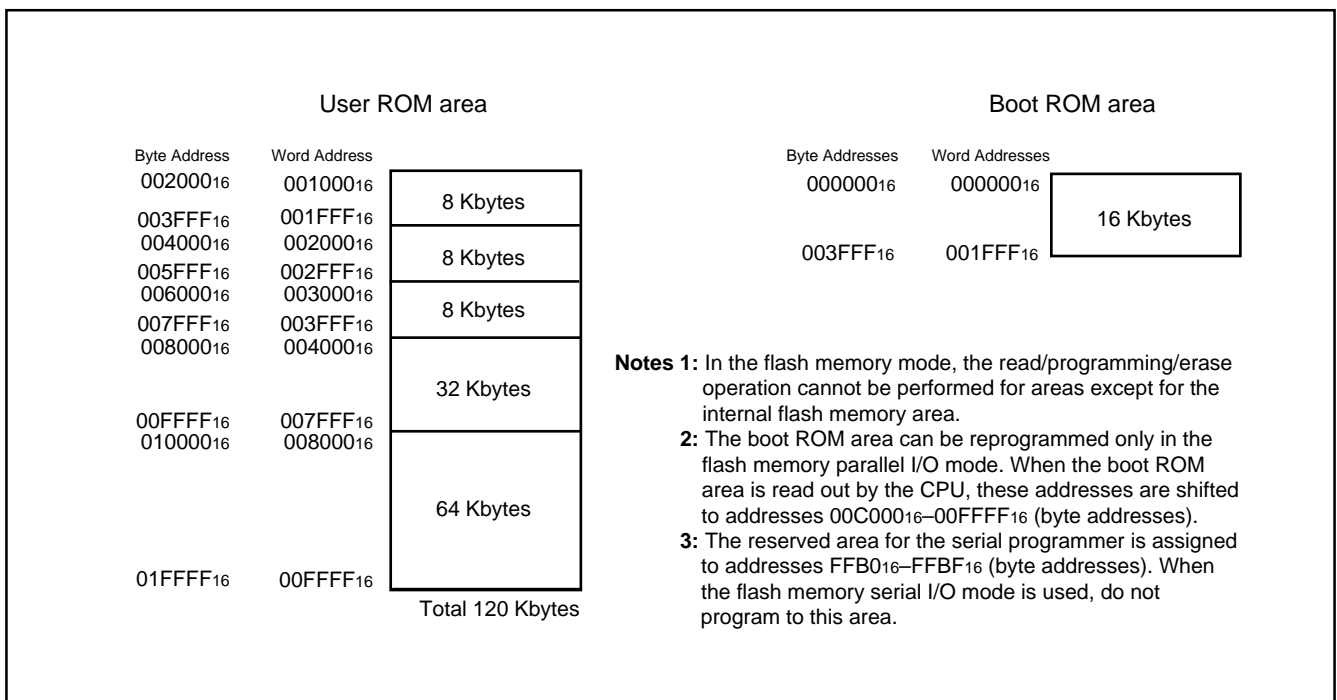 User ROM area
Byte Address Word Address
00200016 00100016
8 Kbytes
003FFF16 001FFF16
00400016 00200016
8 Kbytes
005FFF16 002FFF16
00600016 00300016
8 Kbytes
007FFF16 003FFF16
00800016 00400016
32 Kbytes
00FFFF16 007FFF16
01000016 00800016
64 Kbytes
01FFFF16 00FFFF16
Total 120 Kbytes
Boot ROM area
Byte Addresses Word Addresses
00000016 00000016
16 Kbytes
003FFF16 001FFF16
Notes 1: In the flash memory mode, the read/programming/erase
operation cannot be performed for areas except for the
internal flash memory area.
2: The boot ROM area can be reprogrammed only in the
flash memory parallel I/O mode. When the boot ROM
area is read out by the CPU, these addresses are shifted
to addresses 00C00016–00FFFF16 (byte addresses).
3: The reserved area for the serial programmer is assigned
to addresses FFB016–FFBF16 (byte addresses). When
the flash memory serial I/O mode is used, do not
program to this area.